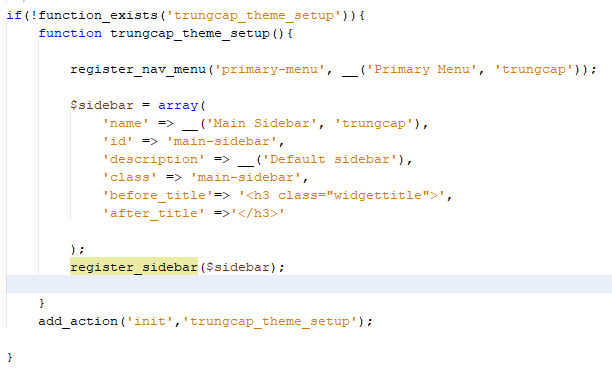 if(!function_exists('trungcap_theme_setup')){
function trungcap_theme_setup(){
register_nav_menu('primary-menu', __('Primary Menu', 'trungcap'));
$sidebar = array(
'name' => __('Main Sidebar', 'trungcap'),
'id' => 'main-sidebar',
'description' => __('Default sidebar'),
'class' => 'main-sidebar',
'before_title'=> '<h3 class="widgettitle">',
'after_title' =>'</h3>'
);
register_sidebar($sidebar);
}
add_action('init','trungcap_theme_setup');
}